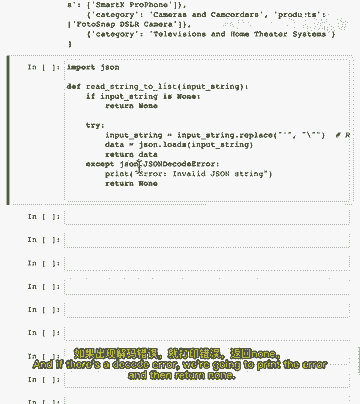 s': ['SmartX ProPhone']},
{'category': 'Cameras and Camcorders', 'products':
['FotoSnap DSLR Camera']},
{'category': 'Televisions and Home Theater Systems'}
]
In [ ]: import json
def read_string_to_list(input_string):
if input_string is None:
return None
try:
input_string = input_string.replace("'", "\"") # R
data = json.loads(input_string)
return data
except json.JSONDecodeError:
print("Error: Invalid JSON string")
return None
In [ ]:
In [ ]:
In [ ]:
In [ ]:
In [ ]:
In [ ]:
In [ ]:
如果出现解码错误，就打印错误，返回none。
And if there's a decode error, we're going to print the error
and then return none.
In [ ]: